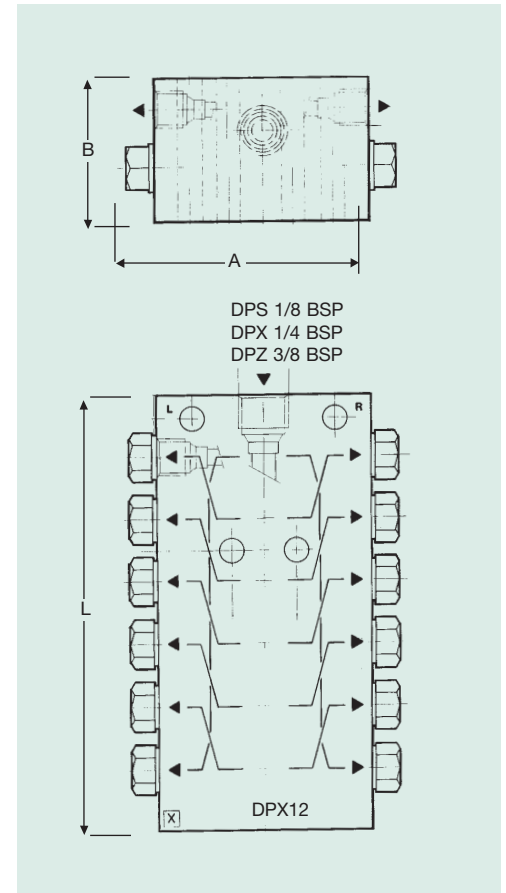 B
A
DPS 1/8 BSP
DPX 1/4 BSP
DPZ 3/8 BSP
L R
L
DPX12
X